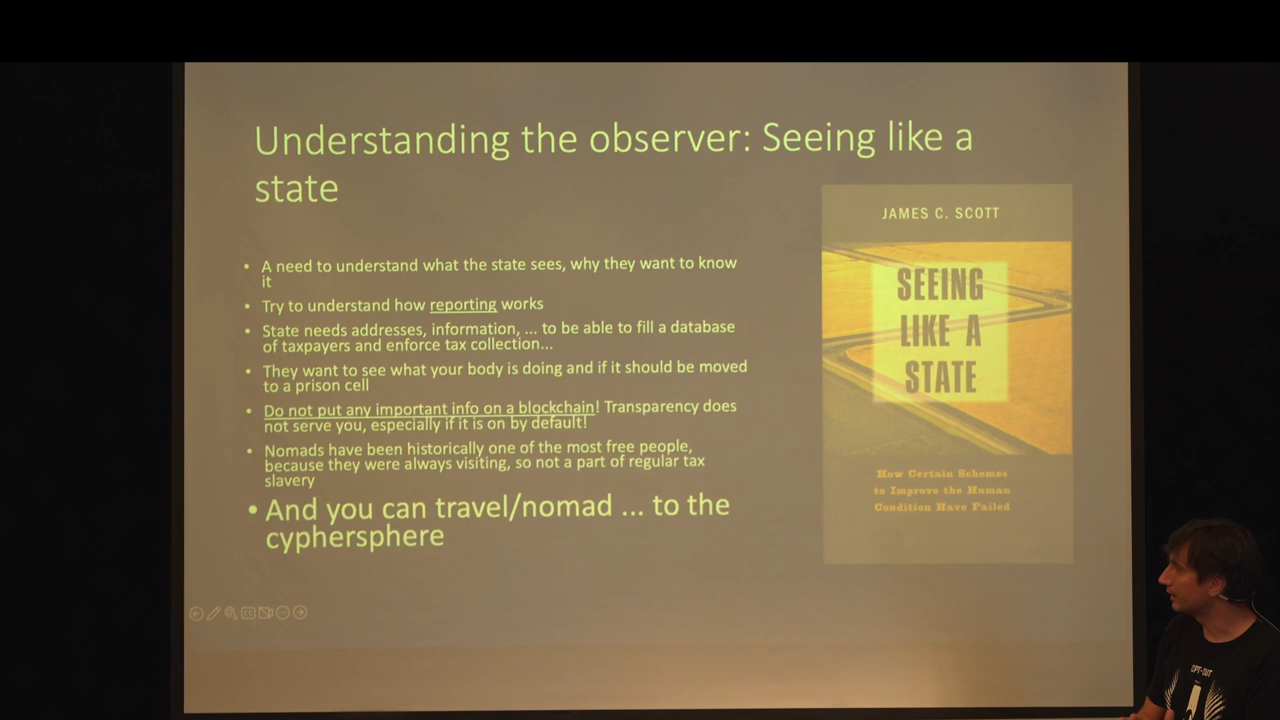 Understanding the observer: Seeing like a
state
• A need to understand what the state sees, why they want to know
it
• Try to understand how reporting works
• State needs addresses, information, ... to be able to fill a database
of taxpayers and enforce tax collection...
• They want to see what your body is doing and if it should be moved
to a prison cell
• Do not put any important info on a blockchain! Transparency does
not serve you, especially if it is on by default!
• Nomads have been historically one of the most free people,
because they were always visiting, so not a part of regular tax
slavery
• And you can travel/nomad ... to the
cyphersphere
JAMES C. SCOTT
SEEING
LIKE A
STATE
How Certain Schemes
to Improve the Human
Condition Have Failed
OPT-OUT